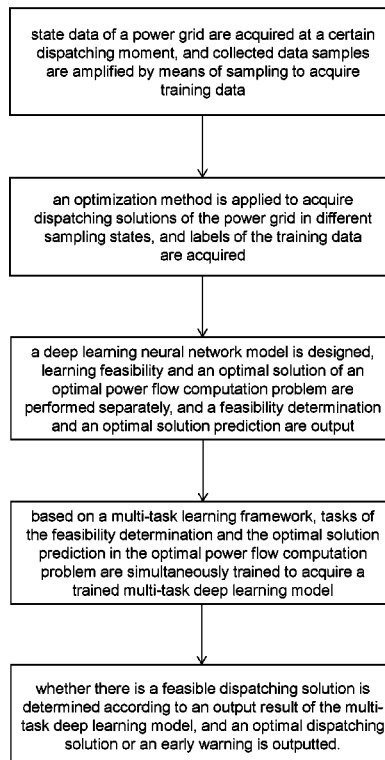 state data of a power grid are acquired at a certain
dispatching moment, and collected data samples
are amplified by means of sampling to acquire
training data
an optimization method is applied to acquire
dispatching solutions of the power grid in different
sampling states, and labels of the training data
are acquired
a deep learning neural network model is designed,
learning feasibility and an optimal solution of an
optimal power flow computation problem are
performed separately, and a feasibility determination
and an optimal solution prediction are output
based on a multi-task learning framework, tasks of
the feasibility determination and the optimal solution
prediction in the optimal power flow computation
problem are simultaneously trained to acquire a
trained multi-task deep learning model
whether there is a feasible dispatching solution is
determined according to an output result of the multi-
task deep learning model, and an optimal dispatching
solution or an early warning is outputted.